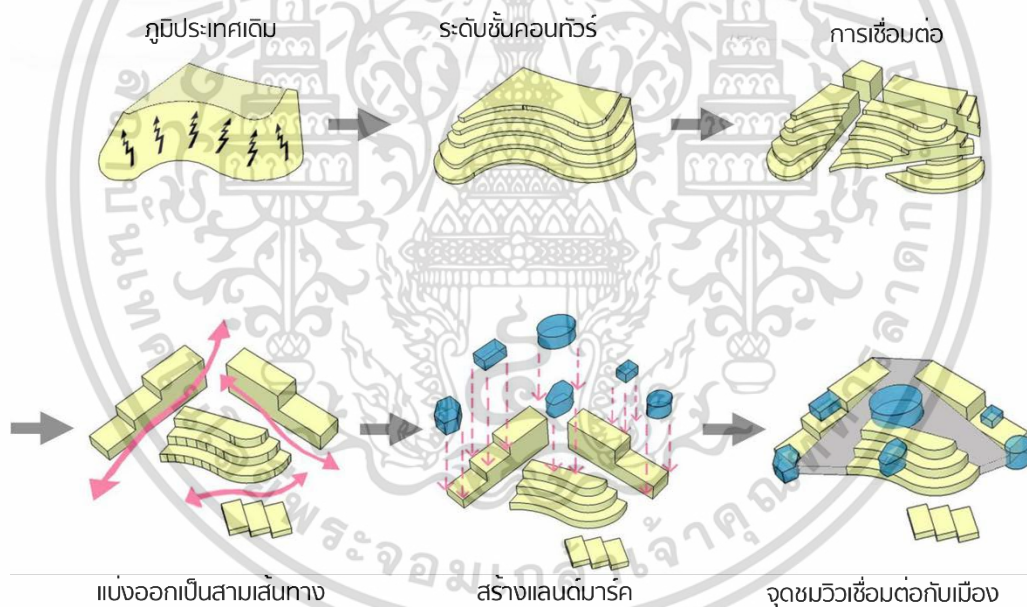 ภูมิประเทศเดิม
ระดับชั้นคอนทัวร์
การเชื่อมต่อ
แบ่งออกเป็นสามเส้นทาง
สร้างแลนด์มาร์ค
จุดชมวิวเชื่อมต่อกับเมือง